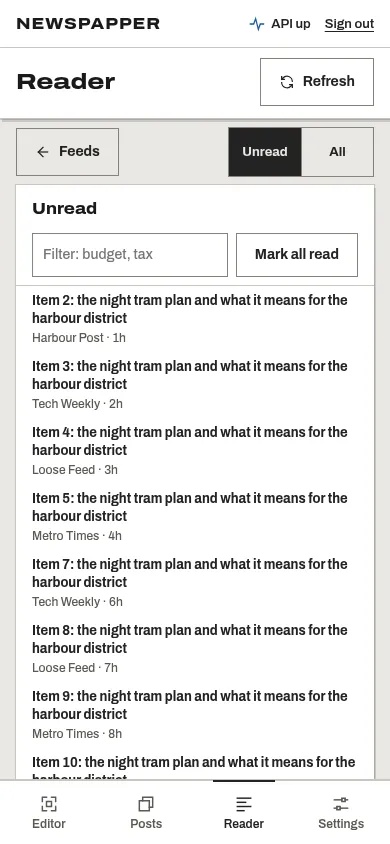 NEWSPAPPER
API up
Sign out
Reader
Refresh
Feeds
Unread
All
Unread
Filter: budget, tax
Mark all read
Item 2: the night tram plan and what it means for the
harbour district
Harbour Post · 1h
Item 3: the night tram plan and what it means for the
harbour district
Tech Weekly · 2h
Item 4: the night tram plan and what it means for the
harbour district
Loose Feed · 3h
Item 5: the night tram plan and what it means for the
harbour district
Metro Times · 4h
Item 7: the night tram plan and what it means for the
harbour district
Tech Weekly · 6h
Item 8: the night tram plan and what it means for the
harbour district
Loose Feed · 7h
Item 9: the night tram plan and what it means for the
harbour district
Metro Times · 8h
Item 10: the night tram plan and what it means for the
harbour district
Editor
Posts
Reader
Settings